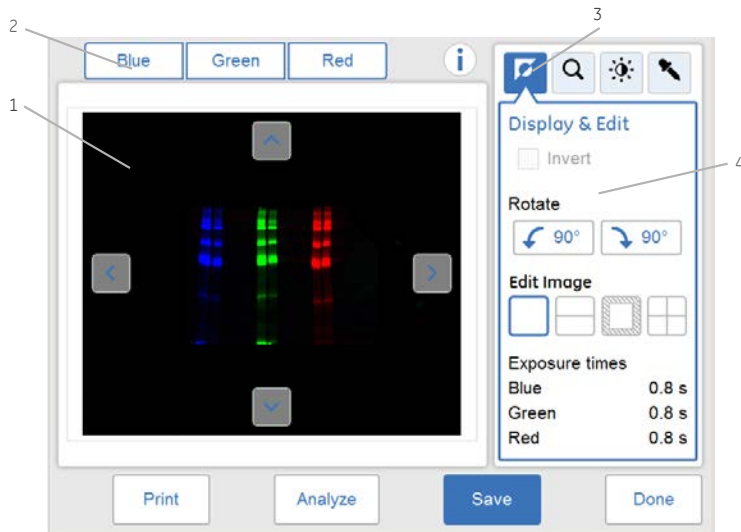 3
2
Blue Green Red i
1
Display & Edit
4
Invert
Rotate
90° 90°
Edit Image
Exposure times
Blue 0.8 s
Green 0.8 s
Red 0.8 s
Print Analyze Save Done